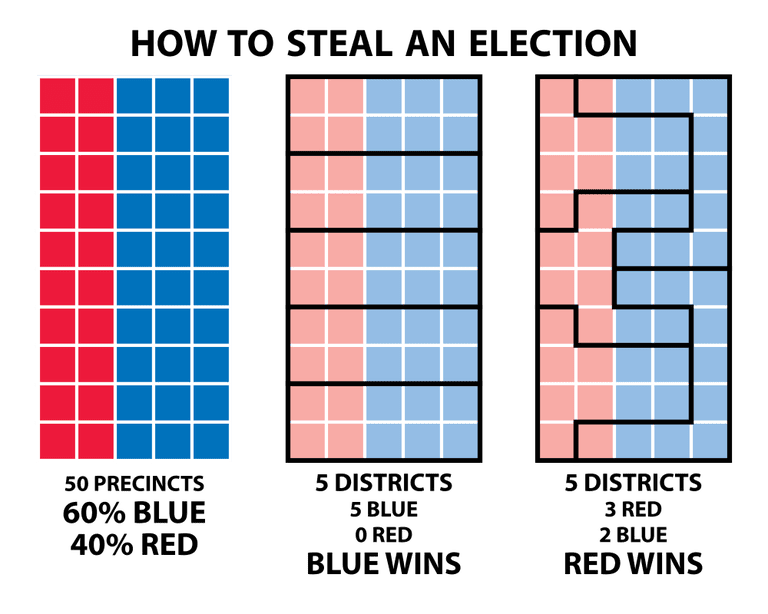 HOW TO STEAL AN ELECTION
50 PRECINCTS
60% BLUE
40% RED
5 DISTRICTS
5 BLUE
0 RED
BLUE WINS
5 DISTRICTS
3 RED
2 BLUE
RED WINS